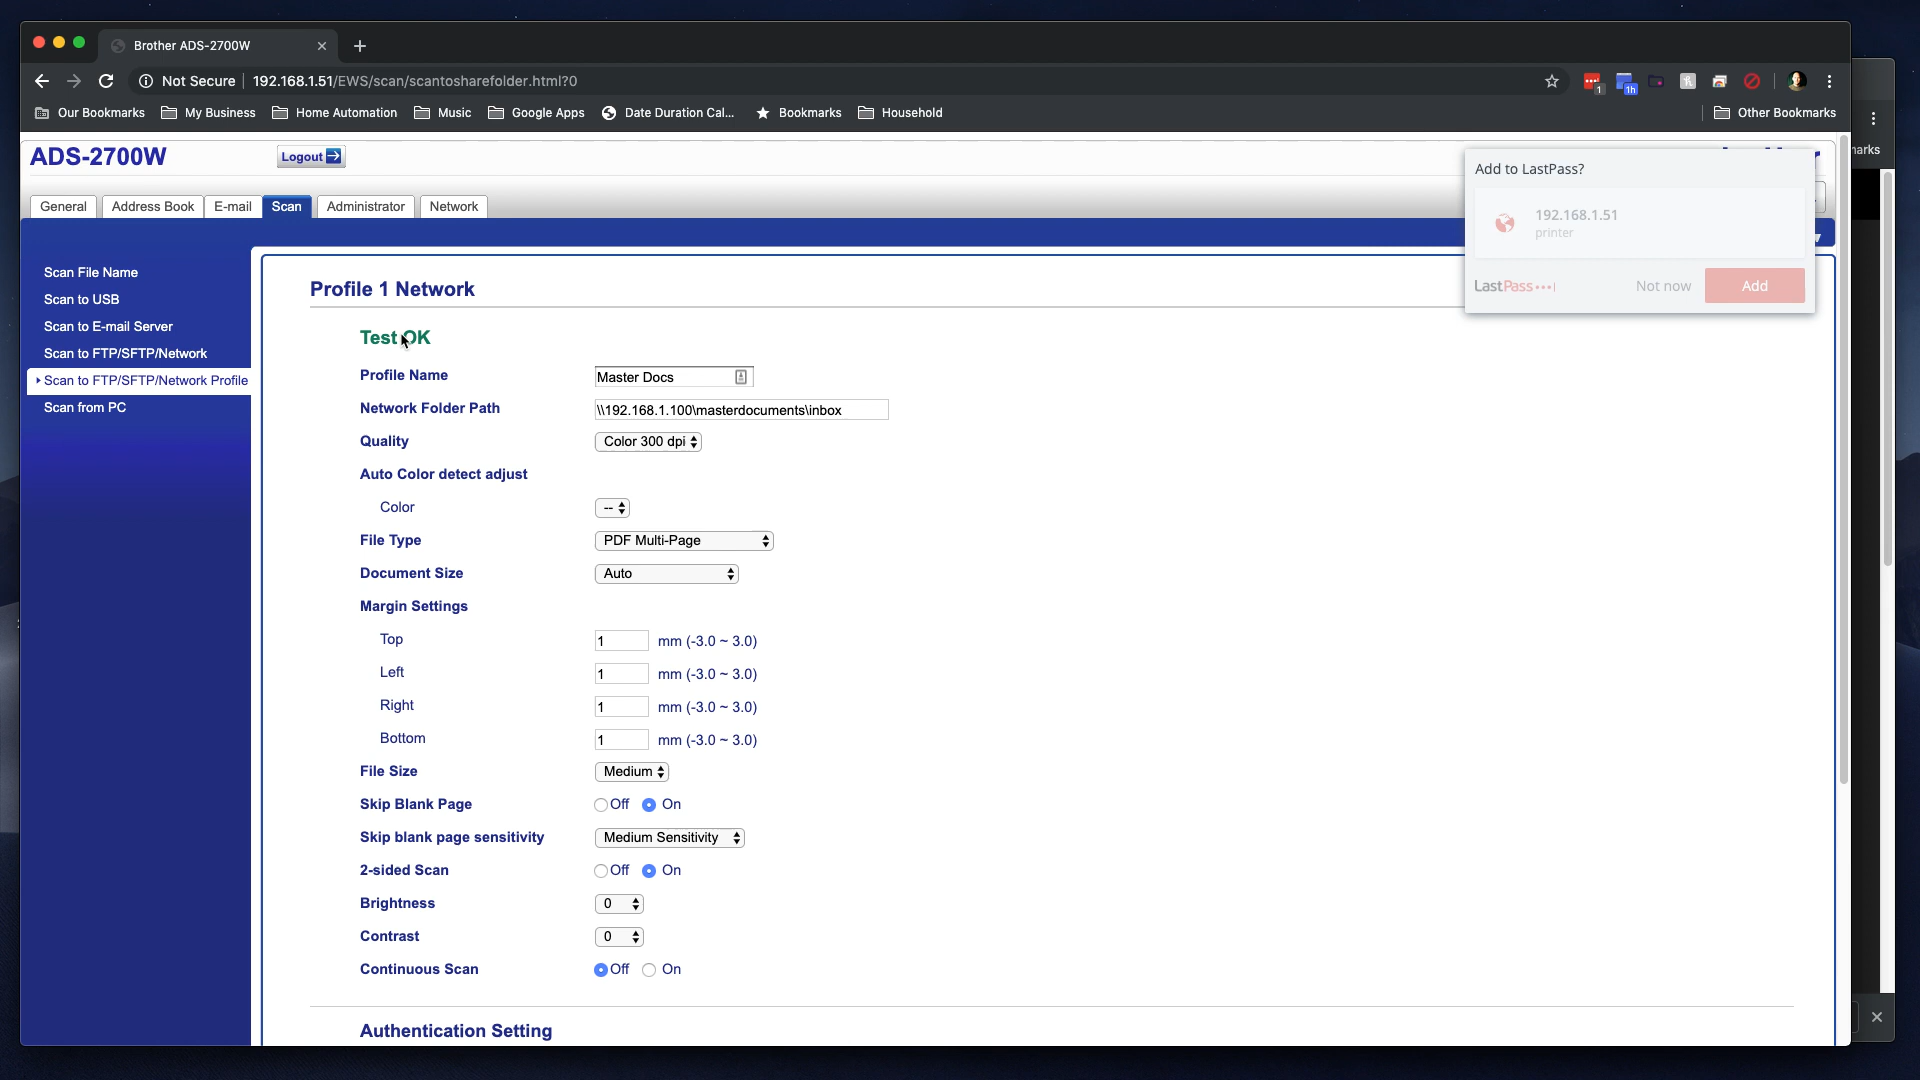 Brother ADS-2700W
Not Secure
192.168.1.51/EWS/scan/scantosharefolder.html?0
1
1h
Our Bookmarks
My Business
Home Automation
Music
Google Apps
Date Duration Cal...
Bookmarks
Household
Other Bookmarks
arks
ADS-2700W
Logout
General
Address Book
E-mail
Scan
Administrator
Network
Add to LastPass?
192.168.1.51
printer
LastPass
Not now
Add
Scan File Name
Scan to USB
Scan to E-mail Server
Scan to FTP/SFTP/Network
Scan to FTP/SFTP/Network Profile
Scan from PC
Profile 1 Network
Test OK
Profile Name
Master Docs
Network Folder Path
\\192.168.1.100\masterdocuments\inbox
Quality
Color 300 dpi
Auto Color detect adjust
Color
--
File Type
PDF Multi-Page
Document Size
Auto
Margin Settings
Top
1
mm (-3.0 ~ 3.0)
Left
1
mm (-3.0 ~ 3.0)
Right
1
mm (-3.0 ~ 3.0)
Bottom
1
mm (-3.0 ~ 3.0)
File Size
Medium
Skip Blank Page
Off
On
Skip blank page sensitivity
Medium Sensitivity
2-sided Scan
Off
On
Brightness
0
Contrast
0
Continuous Scan
Off
On
Authentication Setting